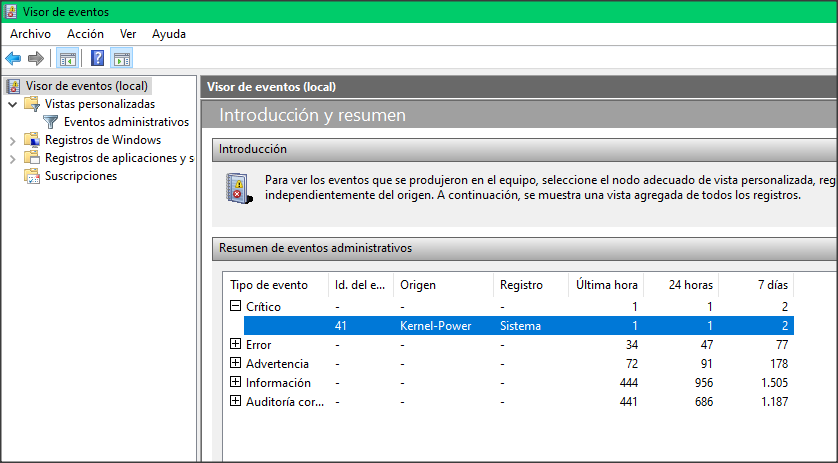 Visor de eventos
Archivo Acción Ver Ayuda
Visor de eventos (local)
Vistas personalizadas
Eventos administrativos
Registros de Windows
Registros de aplicaciones y s
Suscripciones
Visor de eventos (local)
Introducción y resumen
Introducción
Para ver los eventos que se produjeron en el equipo, seleccione el nodo adecuado de vista personalizada, reg
independientemente del origen. A continuación, se muestra una vista agregada de todos los registros.
Resumen de eventos administrativos
Tipo de evento Id. del e... Origen Registro Última hora 24 horas 7 días
Crítico - - - 1 1 2
41 Kernel-Power Sistema 1 1 2
Error - - - 34 47 77
Advertencia - - - 72 91 178
Información - - - 444 956 1.505
Auditoría cor... - - - 441 686 1.187